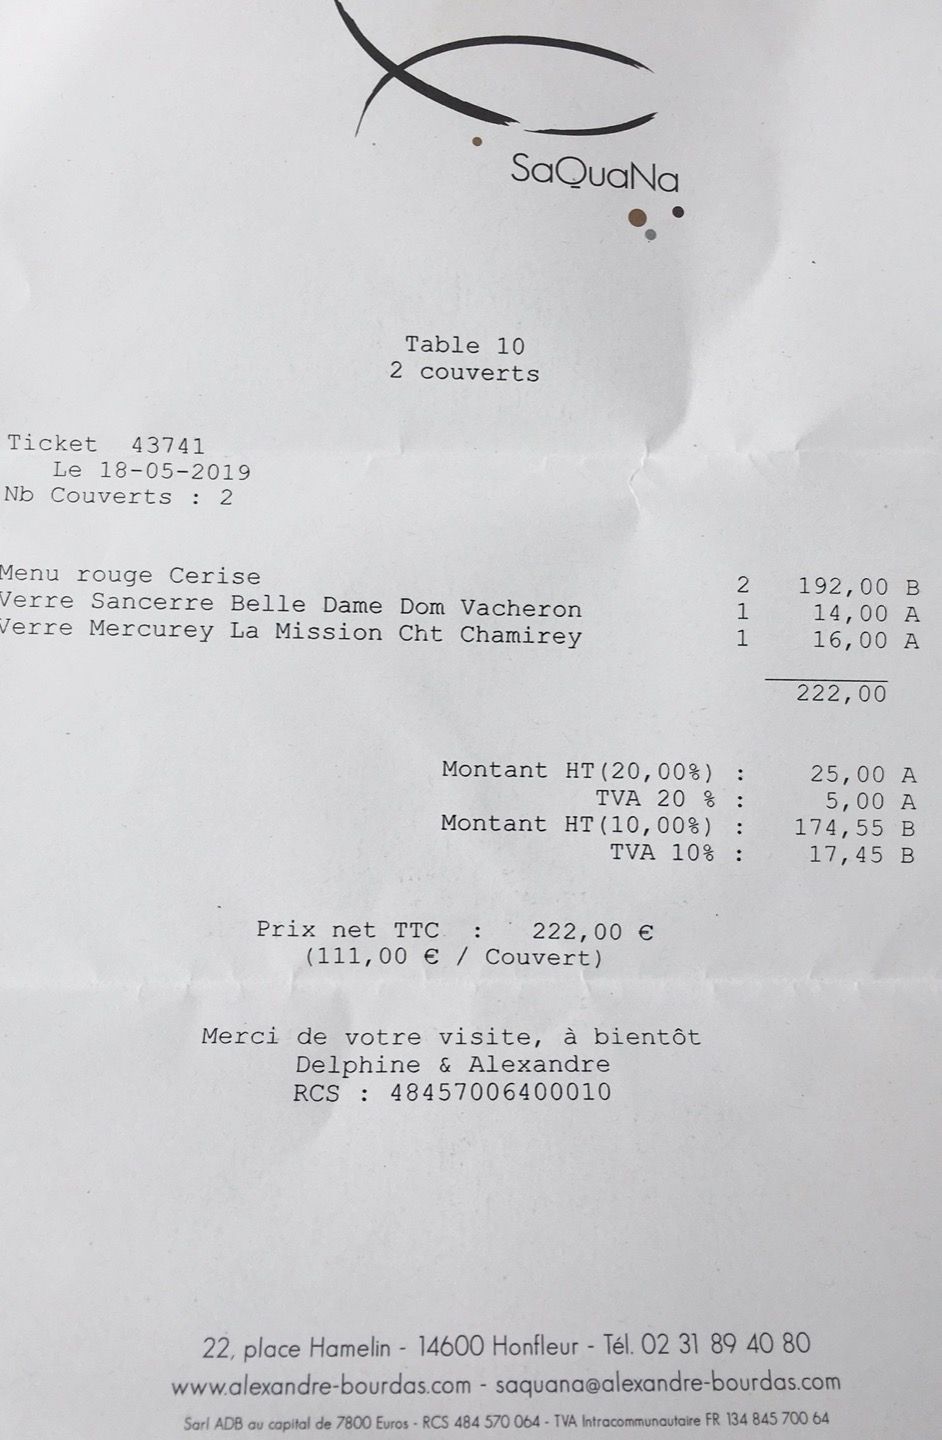 SaQuaNa
Table 10
2 couverts
Ticket 43741
Le 18-05-2019
Nb Couverts : 2
Menu rouge Cerise 2 192,00 B
Verre Sancerre Belle Dame Dom Vacheron 1 14,00 A
Verre Mercurey La Mission Cht Chamirey 1 16,00 A
222,00
Montant HT(20,00%) : 25,00 A
TVA 20 % : 5,00 A
Montant HT(10,00%) : 174,55 B
TVA 10% : 17,45 B
Prix net TTC : 222,00 €
(111,00 € / Couvert)
Merci de votre visite, à bientôt
Delphine & Alexandre
RCS : 48457006400010
22, place Hamelin - 14600 Honfleur - Tél. 02 31 89 40 80
www.alexandre-bourdas.com - saquana@alexandre-bourdas.com
Sarl ADB au capital de 7800 Euros - RCS 484 570 064 - TVA Intracommunautaire FR 134 845 700 64